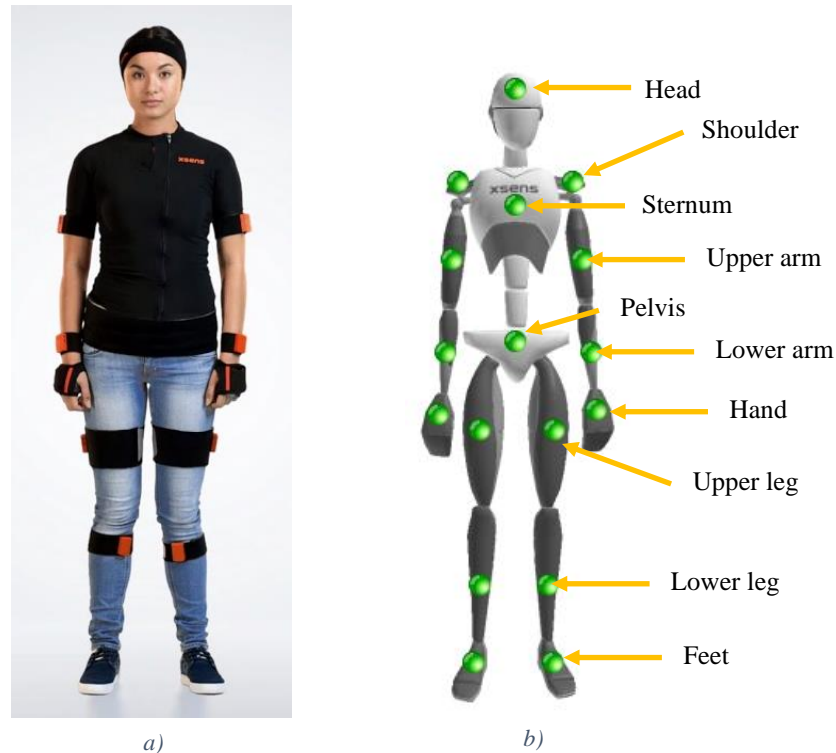 xsens
xsens
Head
Shoulder
Sternum
Upper arm
Pelvis
Lower arm
Hand
Upper leg
Lower leg
Feet
a)
b)